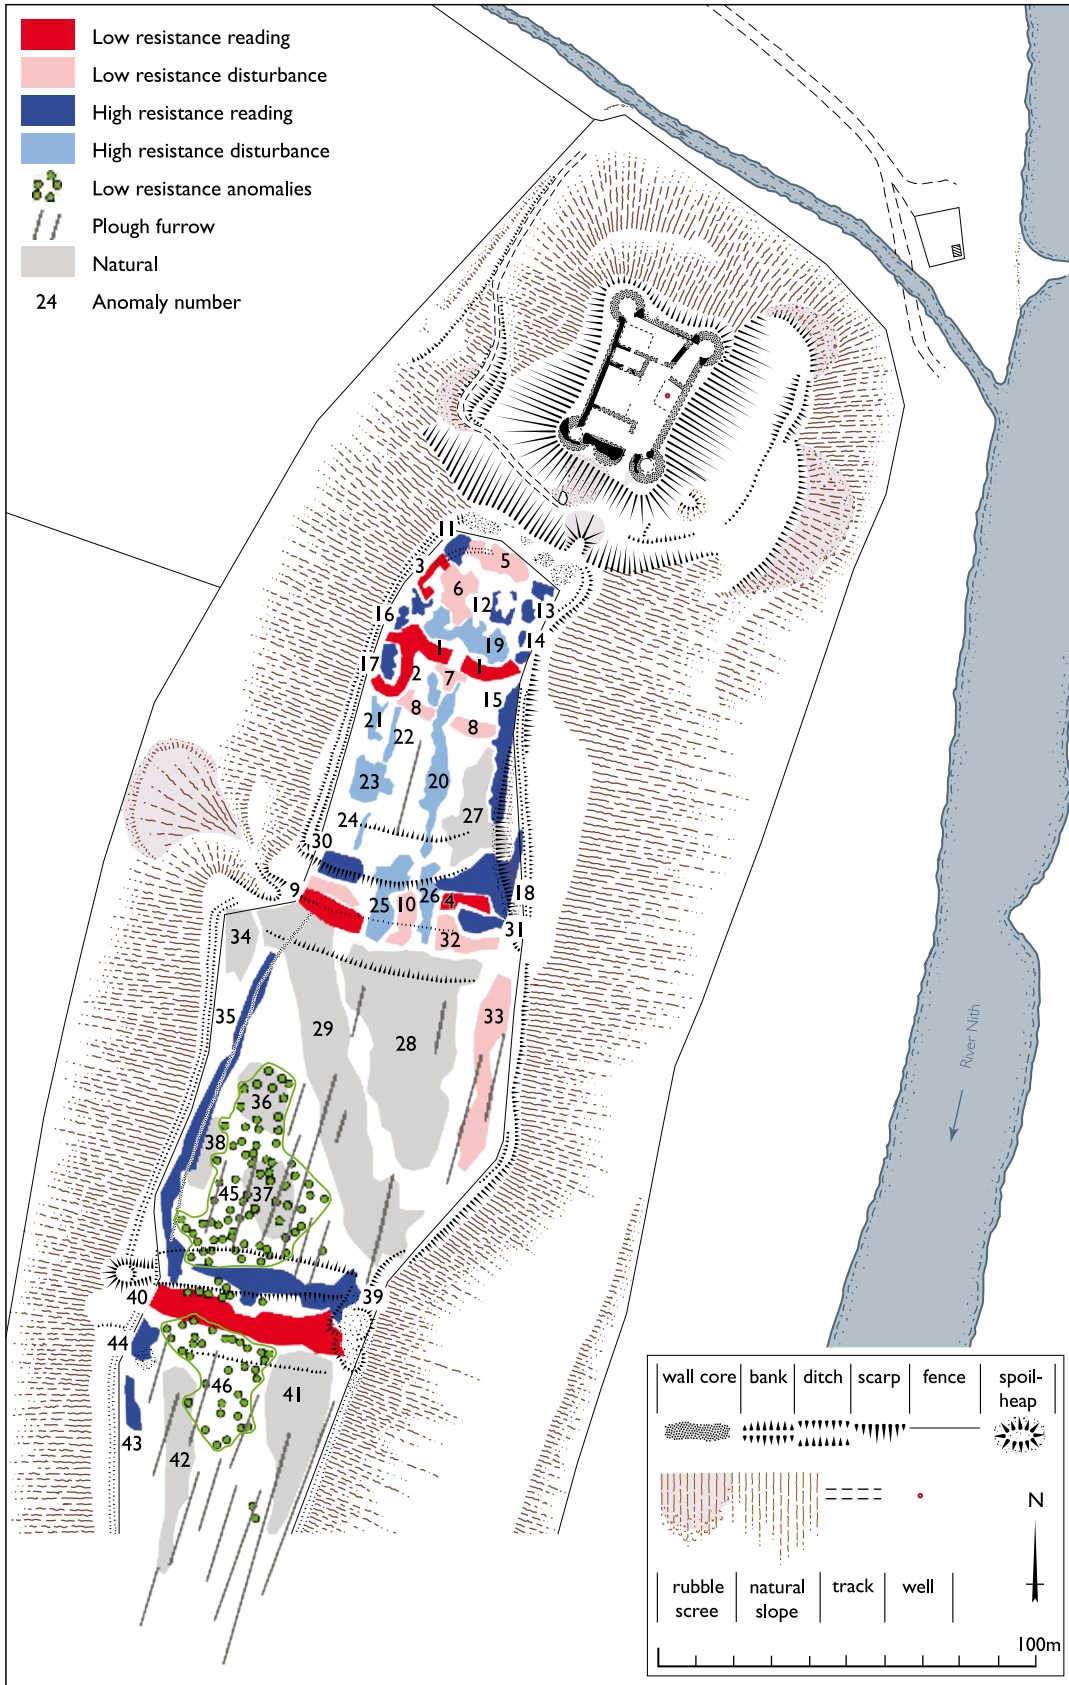 Low resistance reading
Low resistance disturbance
High resistance reading
High resistance disturbance
Low resistance anomalies
Plough furrow
Natural
24 Anomaly number
11
5
3
6
12
13
16
1
19
14
17
2
7
1
15
8
21
8
22
23
20
27
24
30
9
25
10
26
4
18
31
32
34
35
29
28
33
36
38
45
37
40
39
44
46
41
43
42
River Nith
wall core
bank
ditch
scarp
fence
spoil-
heap
N
rubble
scree
natural
slope
track
well
100m